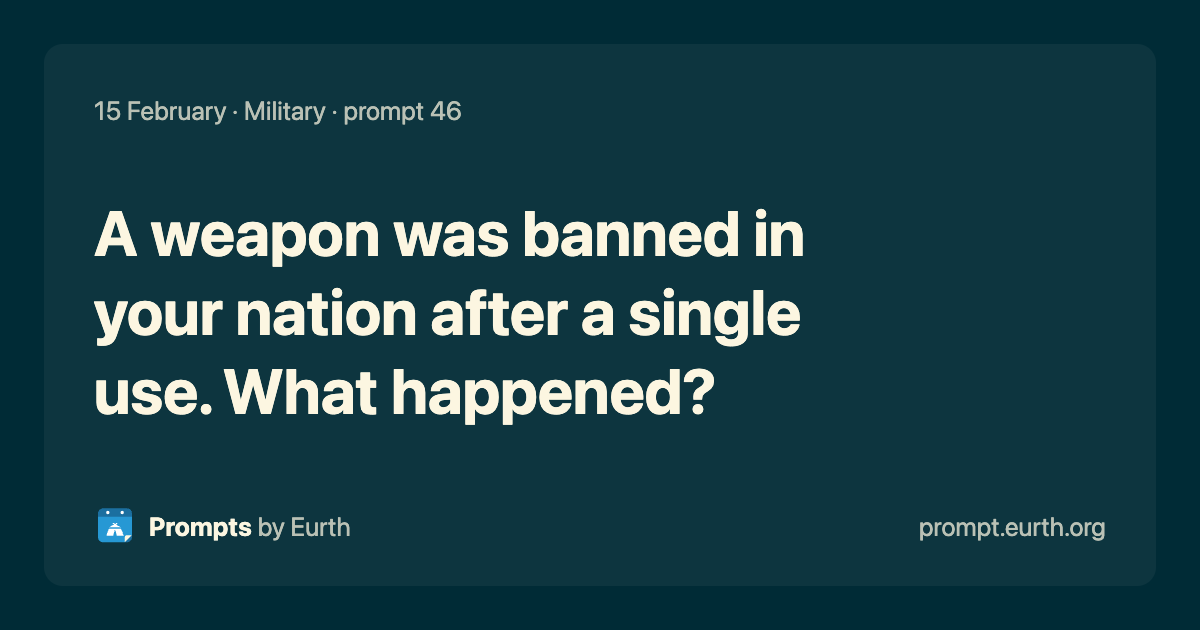 15 February · Military · prompt 46
A weapon was banned in
your nation after a single
use. What happened?
Prompts by Eurth
prompt.eurth.org